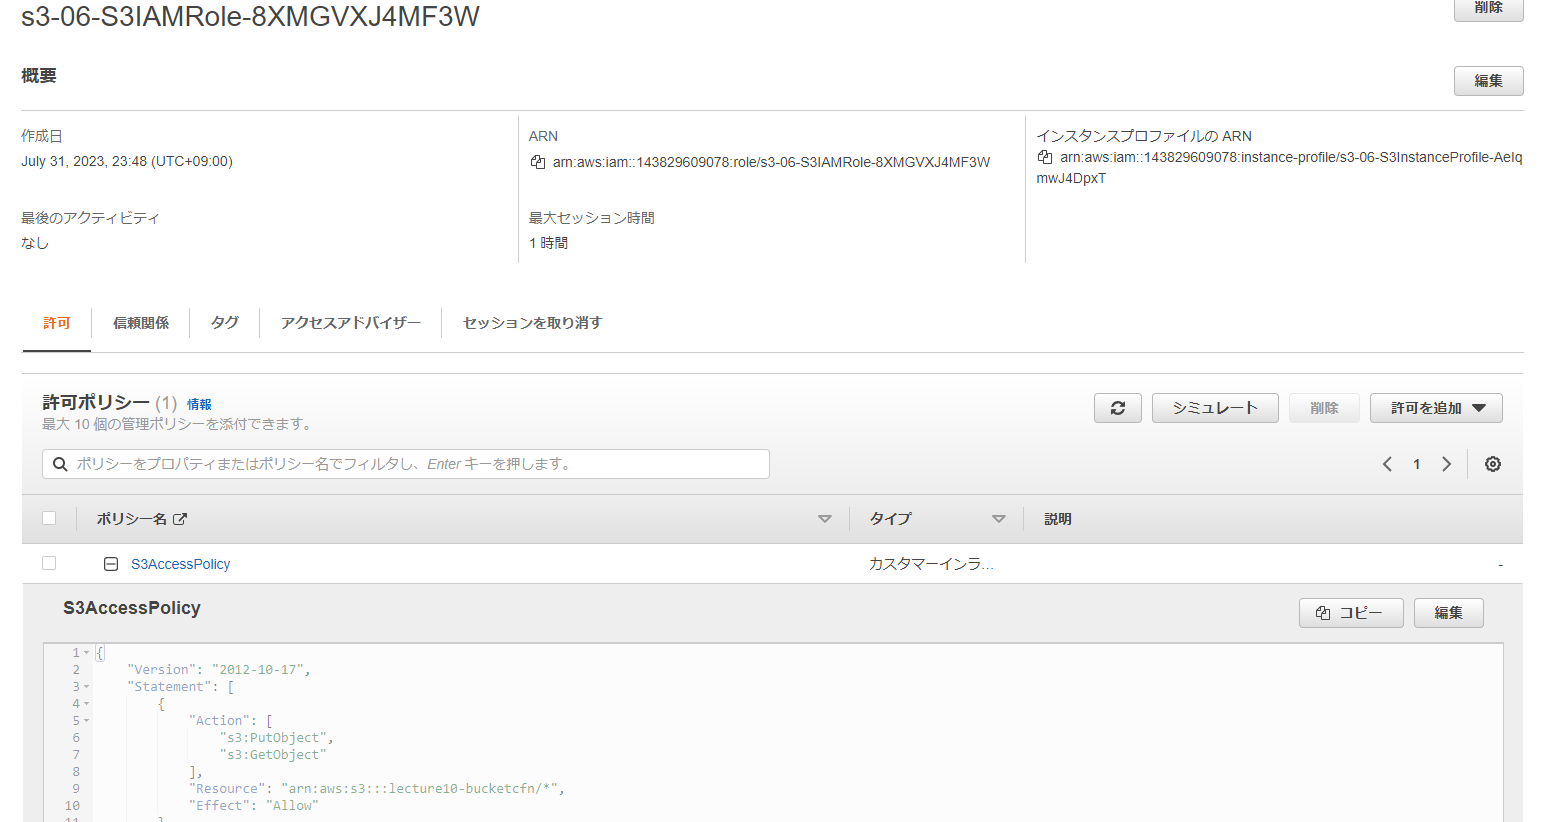 s3-06-S3IAMRole-8XMGVXJ4MF3W
削除
概要
編集
作成日
July 31, 2023, 23:48 (UTC+09:00)
ARN
arn:aws:iam::143829609078:role/s3-06-S3IAMRole-8XMGVXJ4MF3W
インスタンスプロファイルの ARN
arn:aws:iam::143829609078:instance-profile/s3-06-S3InstanceProfile-AeIq
mwJ4DpxT
最後のアクティビティ
なし
最大セッション時間
1 時間
許可 信頼関係 タグ アクセスアドバイザー セッションを取り消す
許可ポリシー (1) 情報
最大 10 個の管理ポリシーを添付できます。
シミュレート 削除 許可を追加
ポリシーをプロパティまたはポリシー名でフィルタし、Enter キーを押します。
1
ポリシー名 タイプ 説明
S3AccessPolicy カスタマーインラ... -
S3AccessPolicy
コピー 編集
1 {
2 "Version": "2012-10-17",
3 "Statement": [
4 {
5 "Action": [
6 "s3:PutObject",
7 "s3:GetObject"
8 ],
9 "Resource": "arn:aws:s3:::lecture10-bucketcfn/*",
10 "Effect": "Allow"
11 }